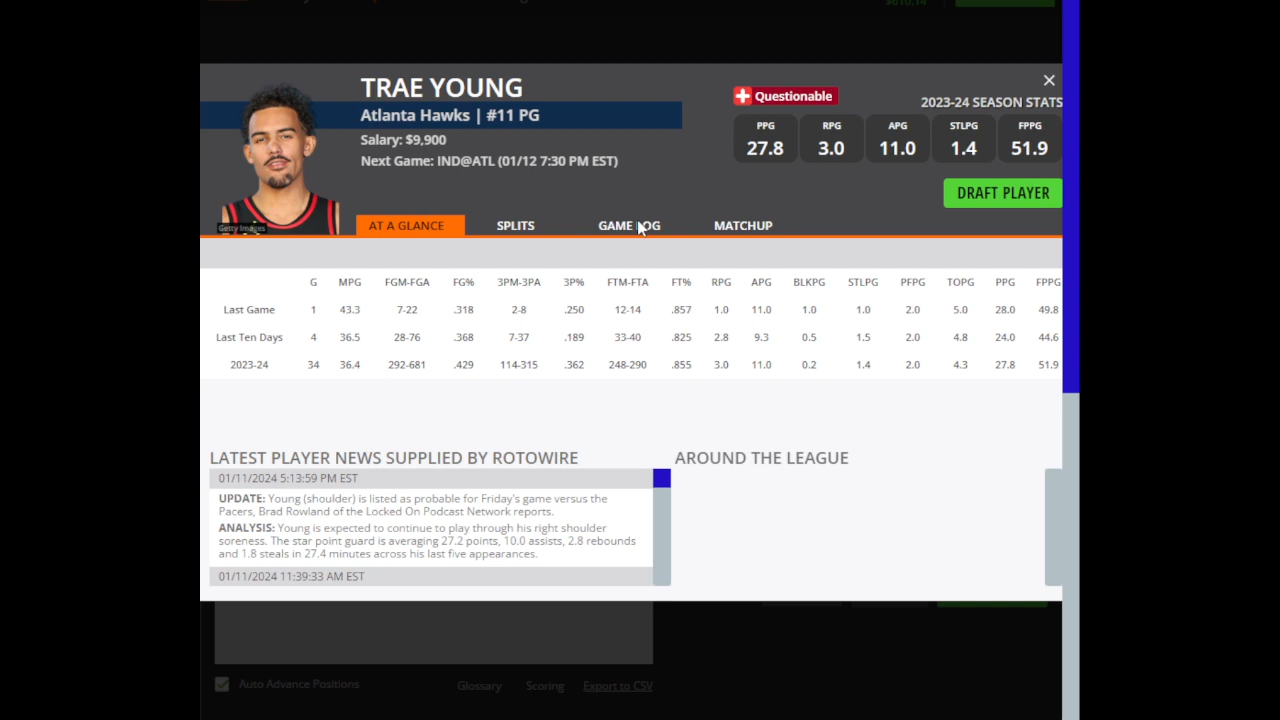 TRAE YOUNG
Atlanta Hawks | #11 PG
Salary: $9,900
Next Game: IND@ATL (01/12 7:30 PM EST)
Questionable
2023-24 SEASON STATS
PPG RPG APG STLPG FPPG
27.8 3.0 11.0 1.4 51.9
DRAFT PLAYER
Getty Images
AT A GLANCE SPLITS GAME LOG MATCHUP
G MPG FGM-FGA FG% 3PM-3PA 3P% FTM-FTA FT% RPG APG BLKPG STLPG PFPG TOPG PPG FPPG
Last Game 1 43.3 7-22 .318 2-8 .250 12-14 .857 1.0 11.0 1.0 1.0 2.0 5.0 28.0 49.8
Last Ten Days 4 36.5 28-76 .368 7-37 .189 33-40 .825 2.8 9.3 0.5 1.5 2.0 4.8 24.0 44.6
2023-24 34 36.4 292-681 .429 114-315 .362 248-290 .855 3.0 11.0 0.2 1.4 2.0 4.3 27.8 51.9
LATEST PLAYER NEWS SUPPLIED BY ROTOWIRE
01/11/2024 5:13:59 PM EST
UPDATE: Young (shoulder) is listed as probable for Friday's game versus the
Pacers, Brad Rowland of the Locked On Podcast Network reports.
ANALYSIS: Young is expected to continue to play through his right shoulder
soreness. The star point guard is averaging 27.2 points, 10.0 assists, 2.8 rebounds
and 1.8 steals in 27.4 minutes across his last five appearances.
01/11/2024 11:39:33 AM EST
AROUND THE LEAGUE
Auto Advance Positions Glossary Scoring Export to CSV